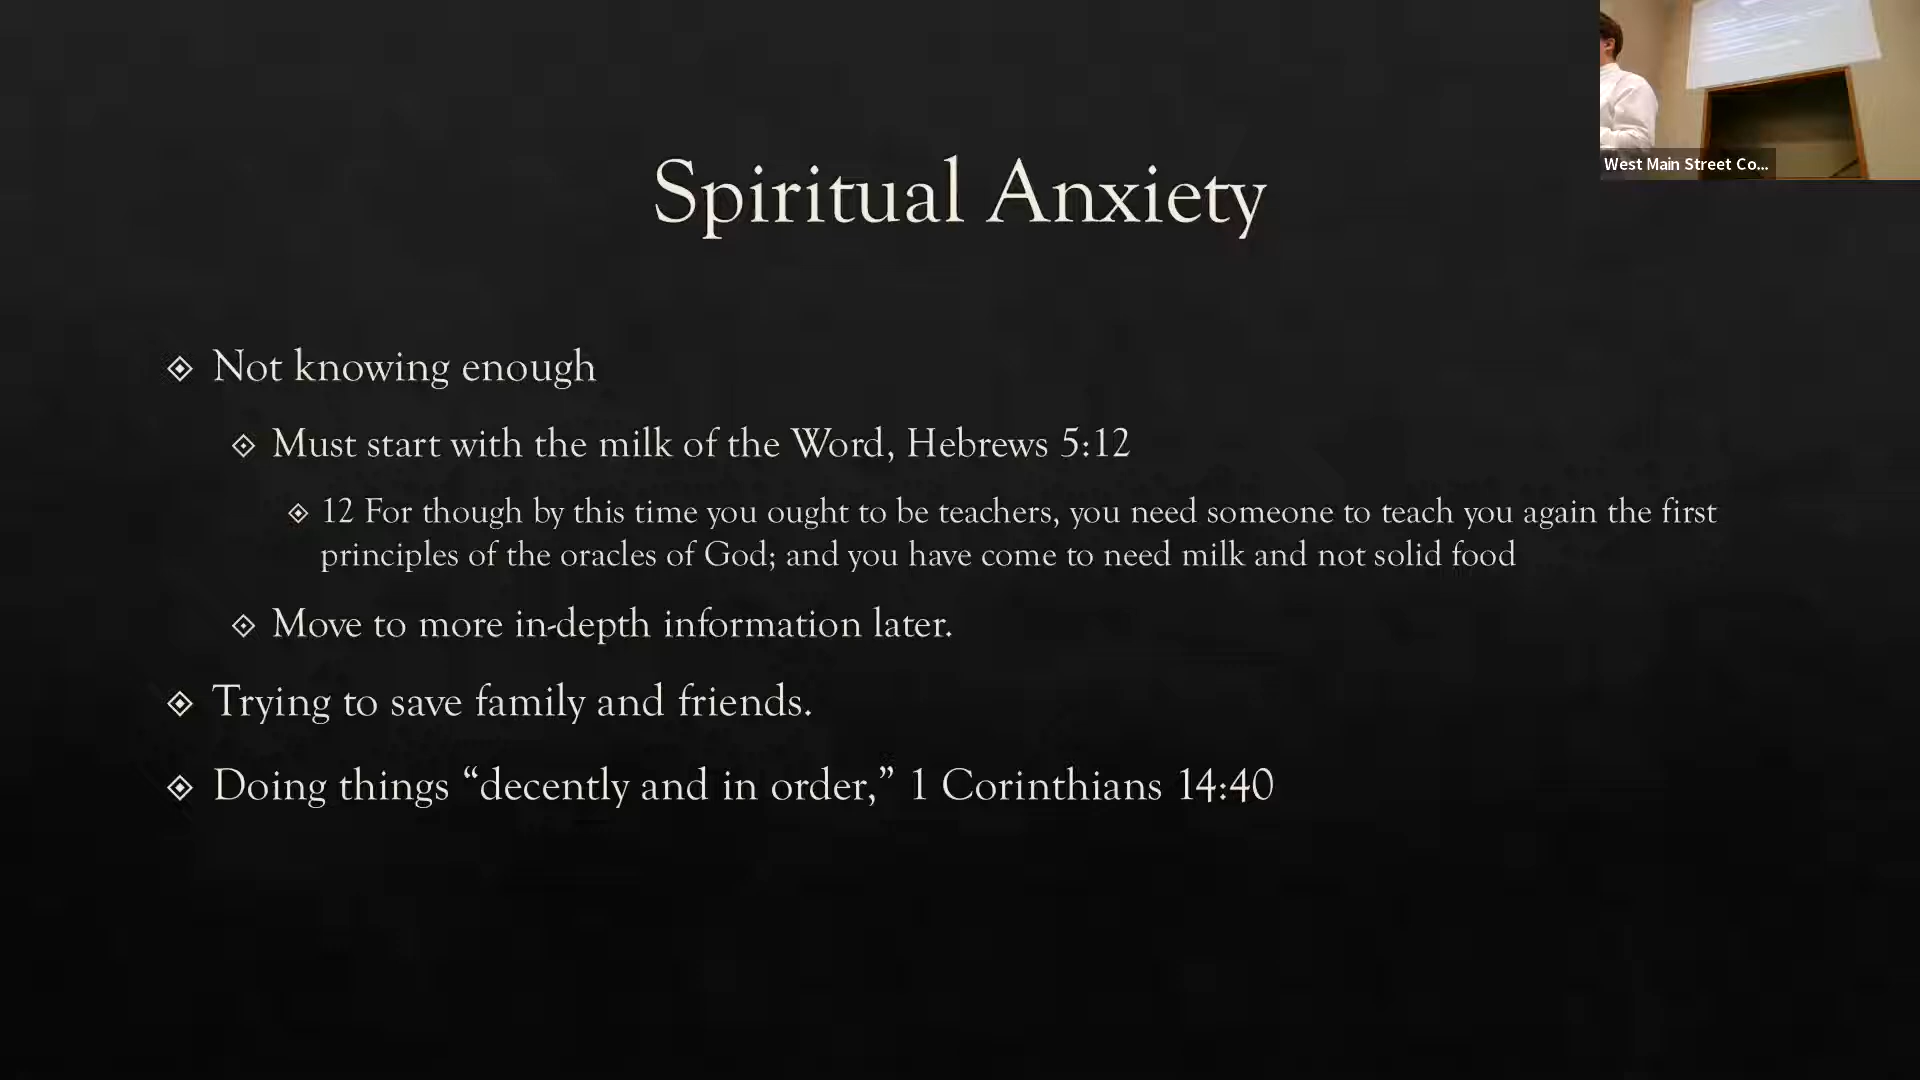 West Main Street Co...
Spiritual Anxiety
Not knowing enough
Must start with the milk of the Word, Hebrews 5:12
12 For though by this time you ought to be teachers, you need someone to teach you again the first
principles of the oracles of God; and you have come to need milk and not solid food
Move to more in-depth information later.
Trying to save family and friends.
Doing things “decently and in order,” 1 Corinthians 14:40